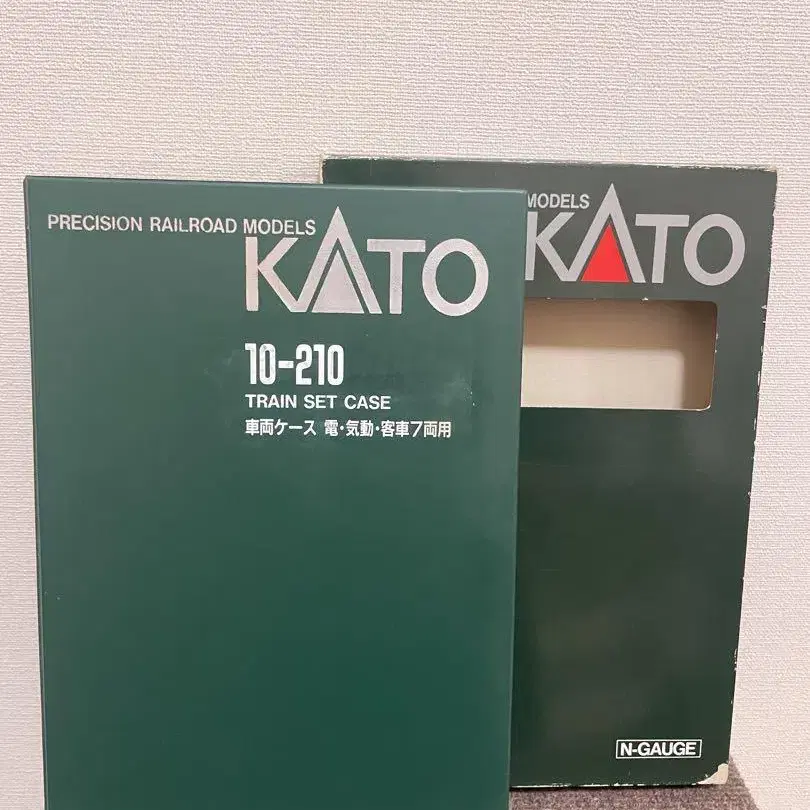 PRECISION RAILROAD MODELS
KATO
10-210
TRAIN SET CASE
車両ケース 電・気動・客車7両用
MODELS
KATO
N-GAUGE